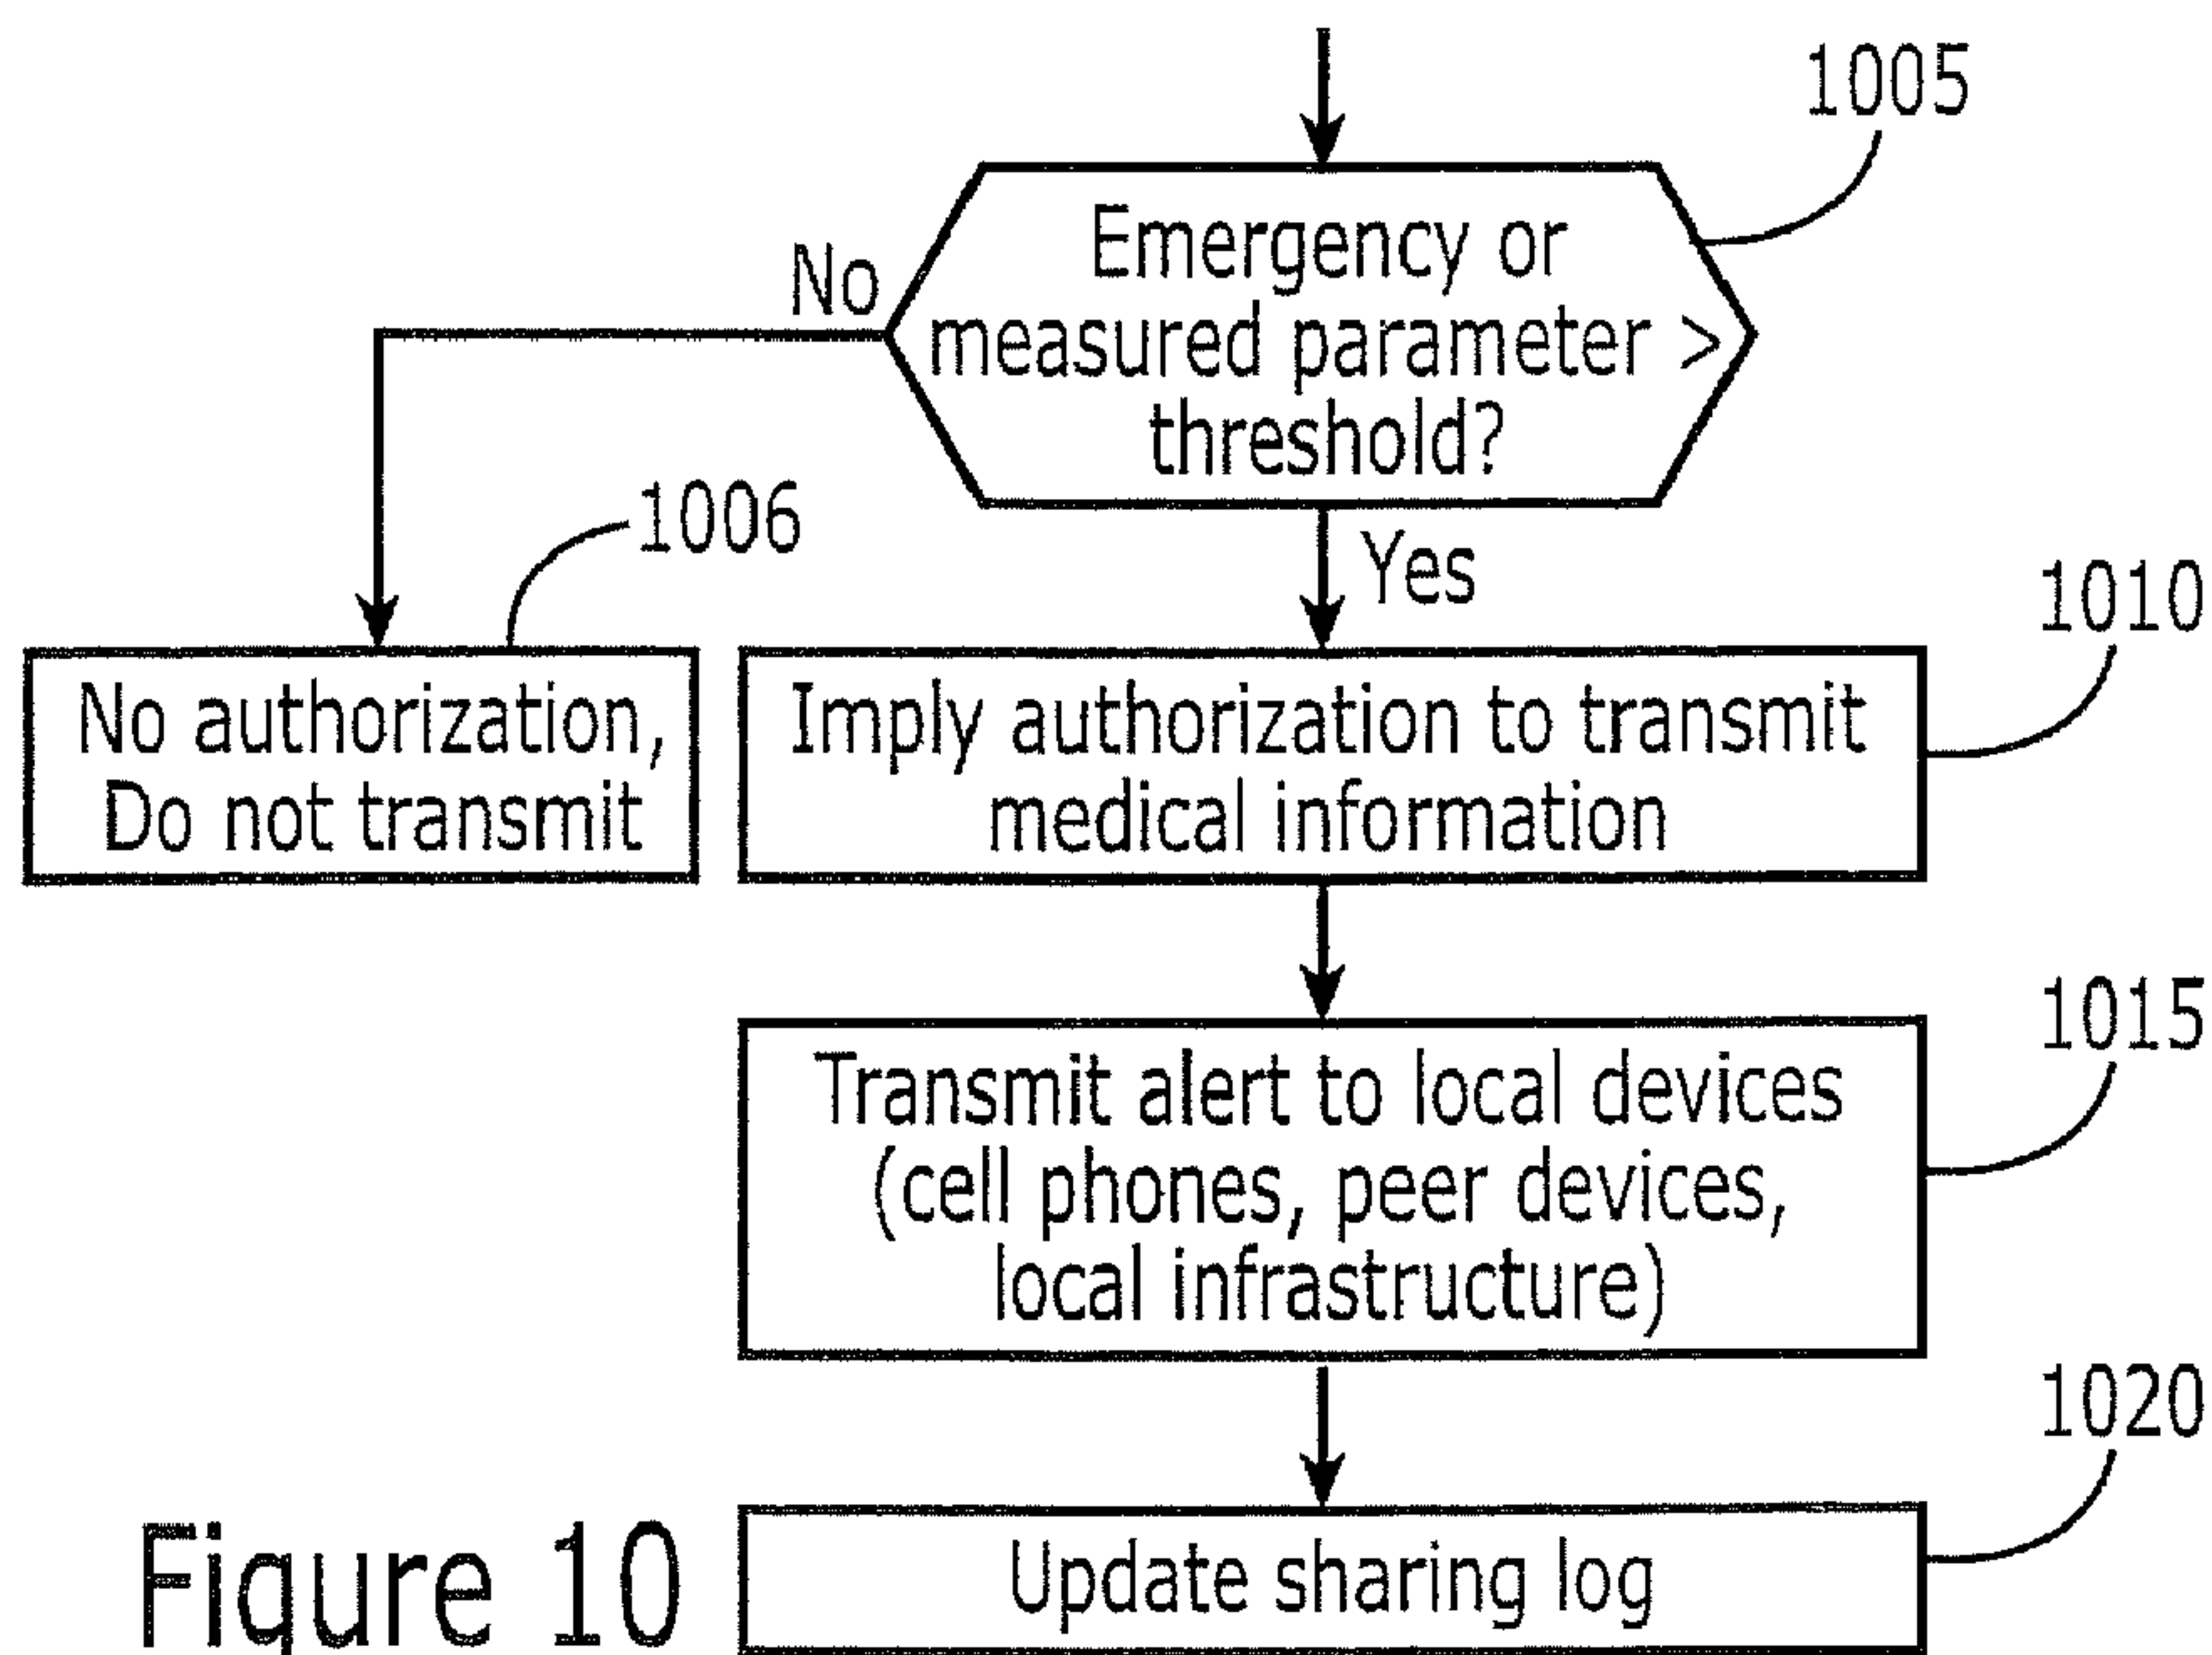 1005
Emergency or
measured parameter >
threshold?
No
Yes
1006
No authorization,
Do not transmit
1010
Imply authorization to transmit
medical information
1015
Transmit alert to local devices
(cell phones, peer devices,
local infrastructure)
1020
Update sharing log
Figure 10